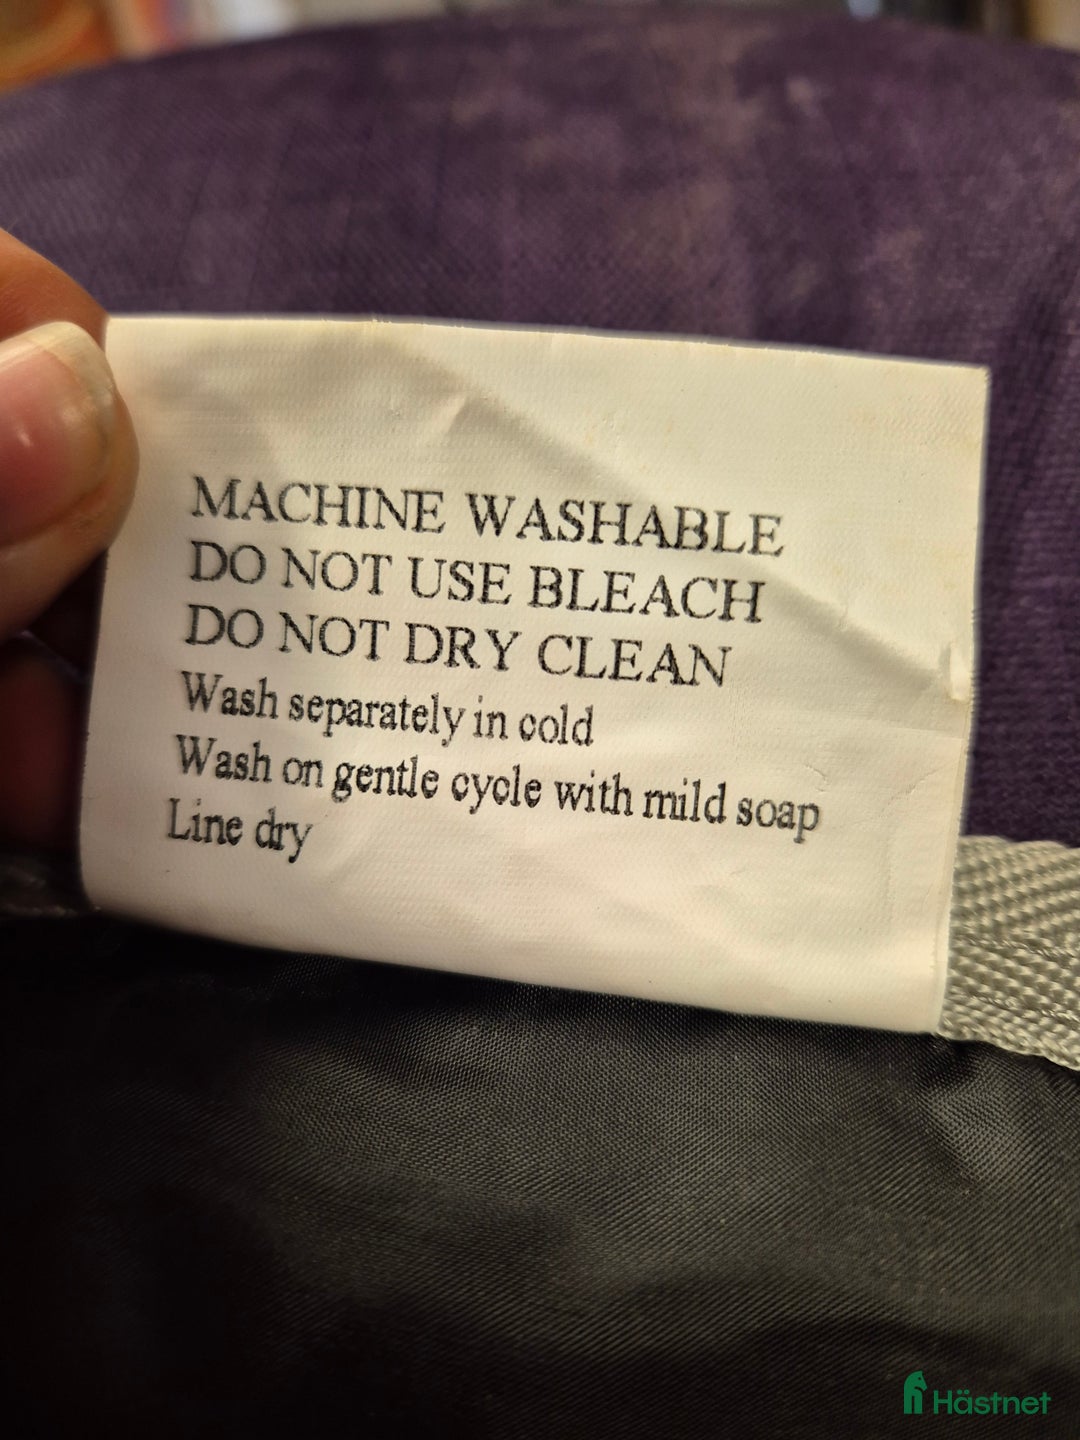 MACHINE WASHABLE
DO NOT USE BLEACH
DO NOT DRY CLEAN
Wash separately in cold
Wash on gentle cycle with mild soap
Line dry
Hästnet